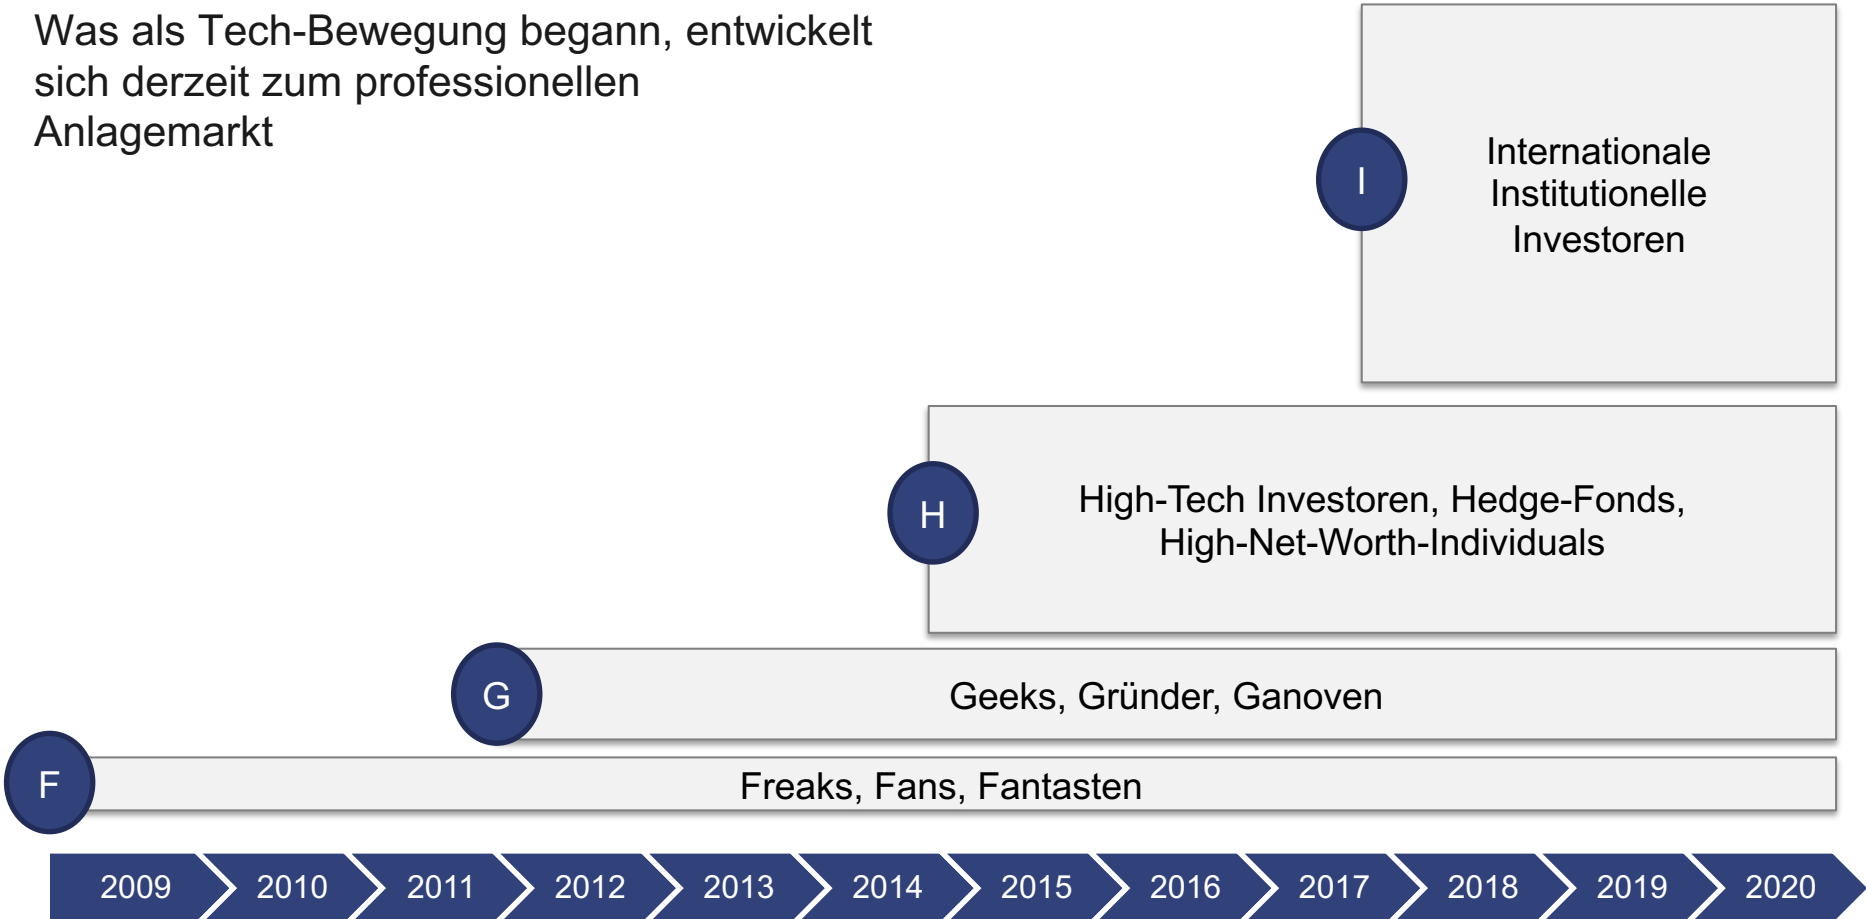 Was als Tech-Bewegung begann, entwickelt
sich derzeit zum professionellen
Anlagemarkt
I
Internationale
Institutionelle
Investoren
H
High-Tech Investoren, Hedge-Fonds,
High-Net-Worth-Individuals
G
Geeks, Gründer, Ganoven
F
Freaks, Fans, Fantasten
2009 2010 2011 2012 2013 2014 2015 2016 2017 2018 2019 2020